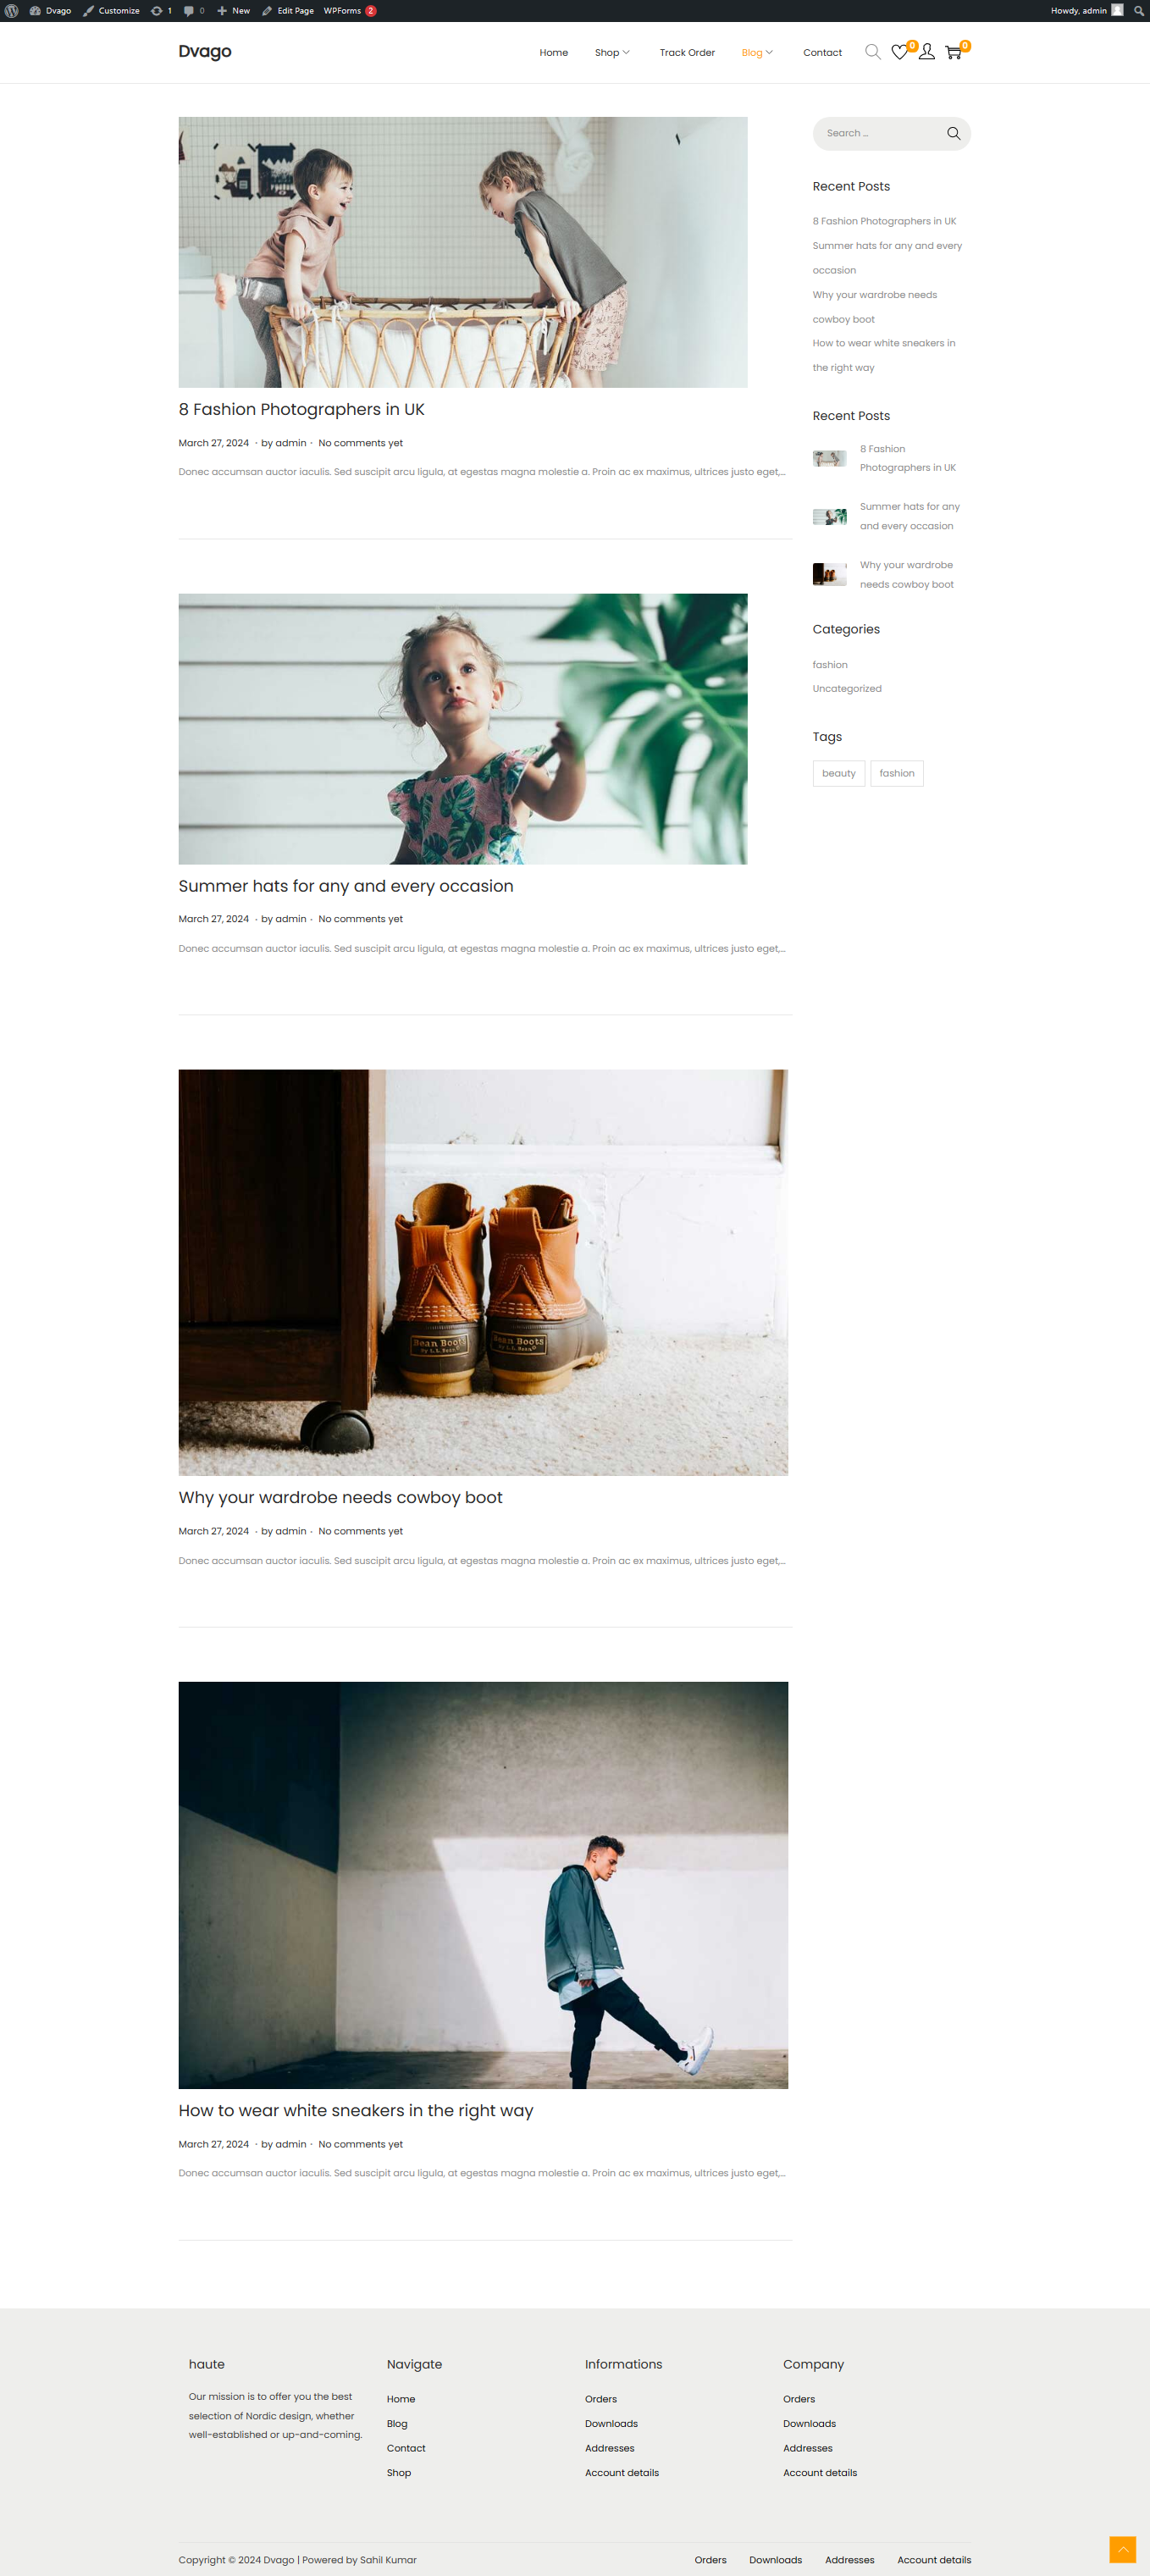 Dvago Customize 1 0 New Edit Page WPForms 2 Howdy, admin
Dvago Home Shop Track Order Blog Contact 0 0
Search ...
Recent Posts
8 Fashion Photographers in UK
Summer hats for any and every
occasion
Why your wardrobe needs
cowboy boot
How to wear white sneakers in
the right way
Recent Posts
8 Fashion
Photographers in UK
Summer hats for any
and every occasion
Why your wardrobe
needs cowboy boot
Categories
fashion
Uncategorized
Tags
beauty fashion
8 Fashion Photographers in UK
March 27, 2024 · by admin · No comments yet
Donec accumsan auctor iaculis. Sed suscipit arcu ligula, at egestas magna molestie a. Proin ac ex maximus, ultrices justo eget,...
Summer hats for any and every occasion
March 27, 2024 · by admin · No comments yet
Donec accumsan auctor iaculis. Sed suscipit arcu ligula, at egestas magna molestie a. Proin ac ex maximus, ultrices justo eget,...
Bean Boots Bean Boots
By L.L. Bean® By L.L. Bean®
Why your wardrobe needs cowboy boot
March 27, 2024 · by admin · No comments yet
Donec accumsan auctor iaculis. Sed suscipit arcu ligula, at egestas magna molestie a. Proin ac ex maximus, ultrices justo eget,...
How to wear white sneakers in the right way
March 27, 2024 · by admin · No comments yet
Donec accumsan auctor iaculis. Sed suscipit arcu ligula, at egestas magna molestie a. Proin ac ex maximus, ultrices justo eget,...
haute
Our mission is to offer you the best
selection of Nordic design, whether
well-established or up-and-coming.
Navigate
Home
Blog
Contact
Shop
Informations
Orders
Downloads
Addresses
Account details
Company
Orders
Downloads
Addresses
Account details
Copyright © 2024 Dvago | Powered by Sahil Kumar
Orders Downloads Addresses Account details